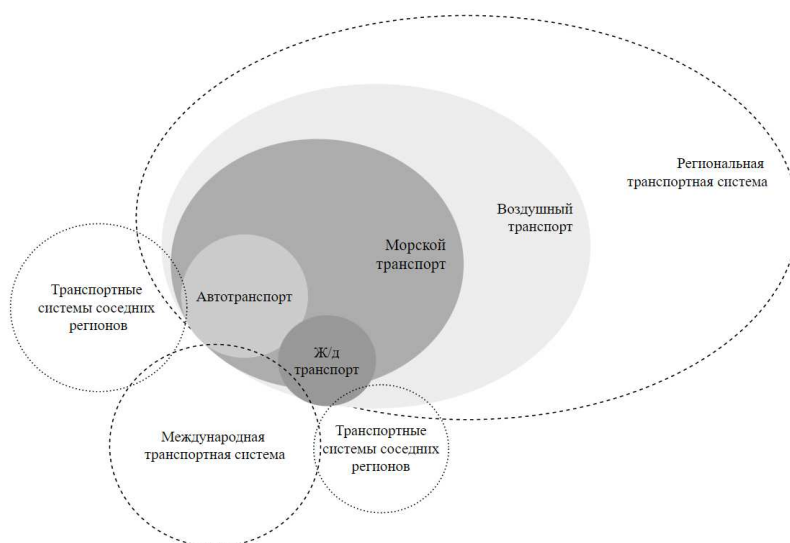 Региональная
транспортная система
Воздушный
транспорт
Морской
транспорт
Автотранспорт
Транспортные
системы соседних
регионов
Ж/д
транспорт
Международная
транспортная система
Транспортные
системы соседних
регионов